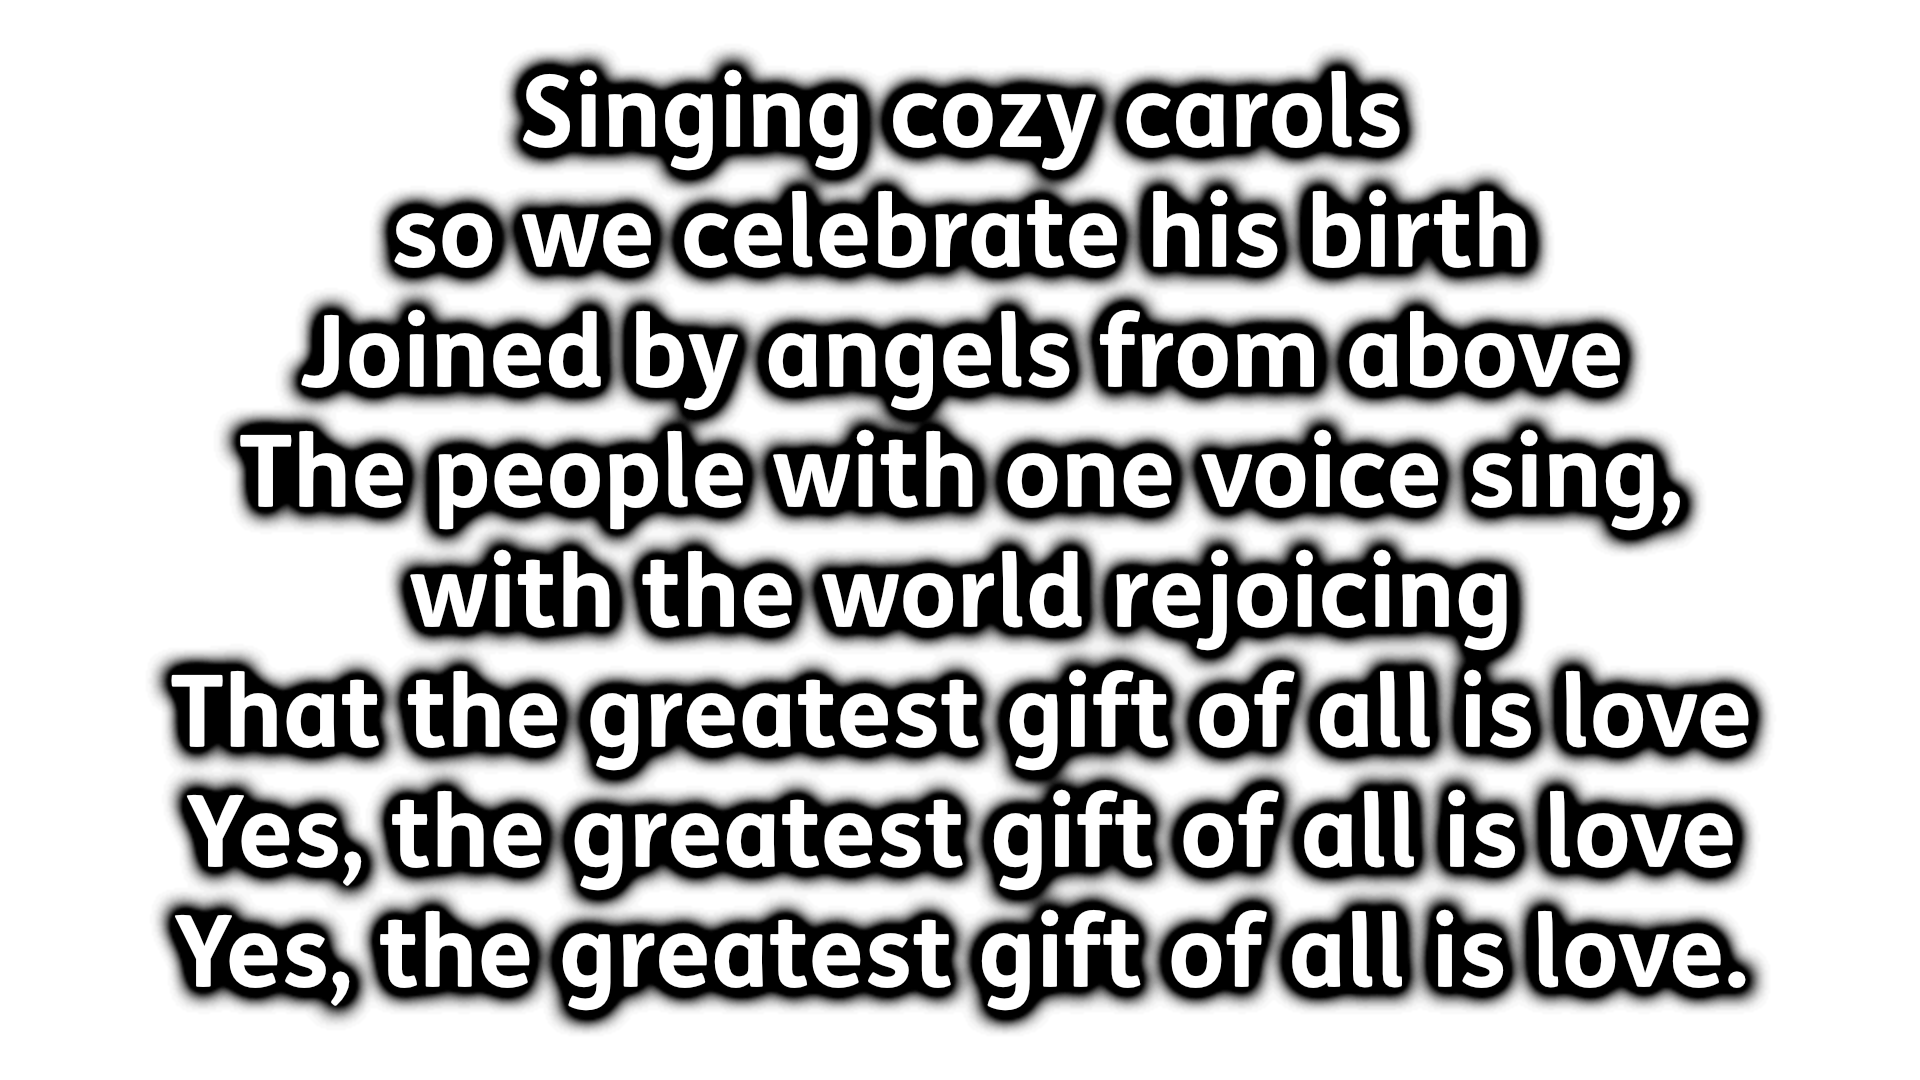 Singing cozy carols
so we celebrate his birth
Joined by angels from above
The people with one voice sing,
with the world rejoicing
That the greatest gift of all is love
Yes, the greatest gift of all is love
Yes, the greatest gift of all is love.